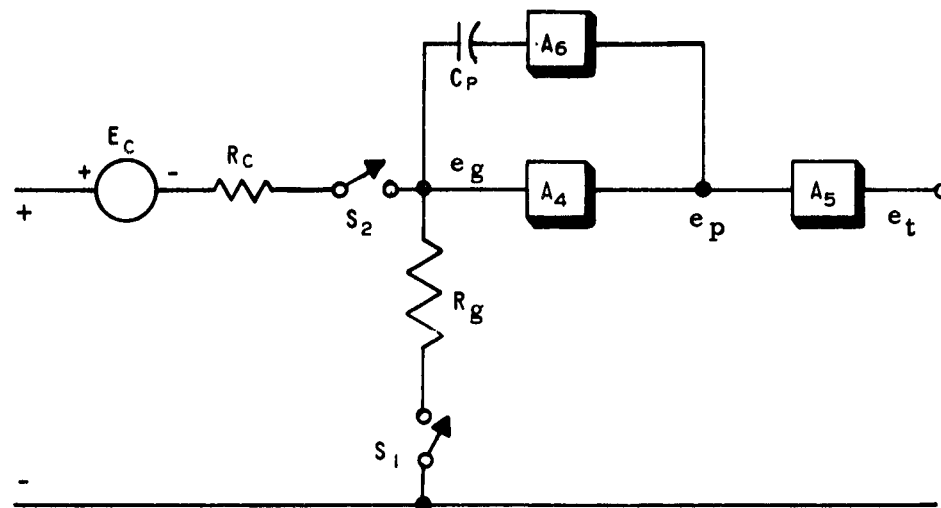 A6
CP
EC
+ -
RC
eg
A4
A5
+
S2
ep
et
Rg
S1
-